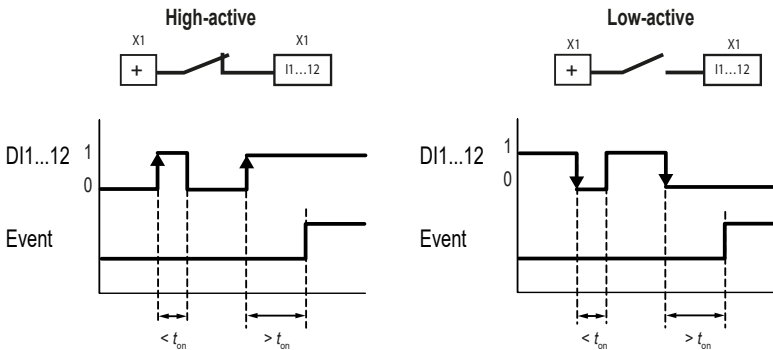 High-active Low-active
X1 X1 X1 X1
+ I1...12 + I1...12
DI1...12 1 DI1...12 1
0 0
Event Event
< ton > ton < ton > ton